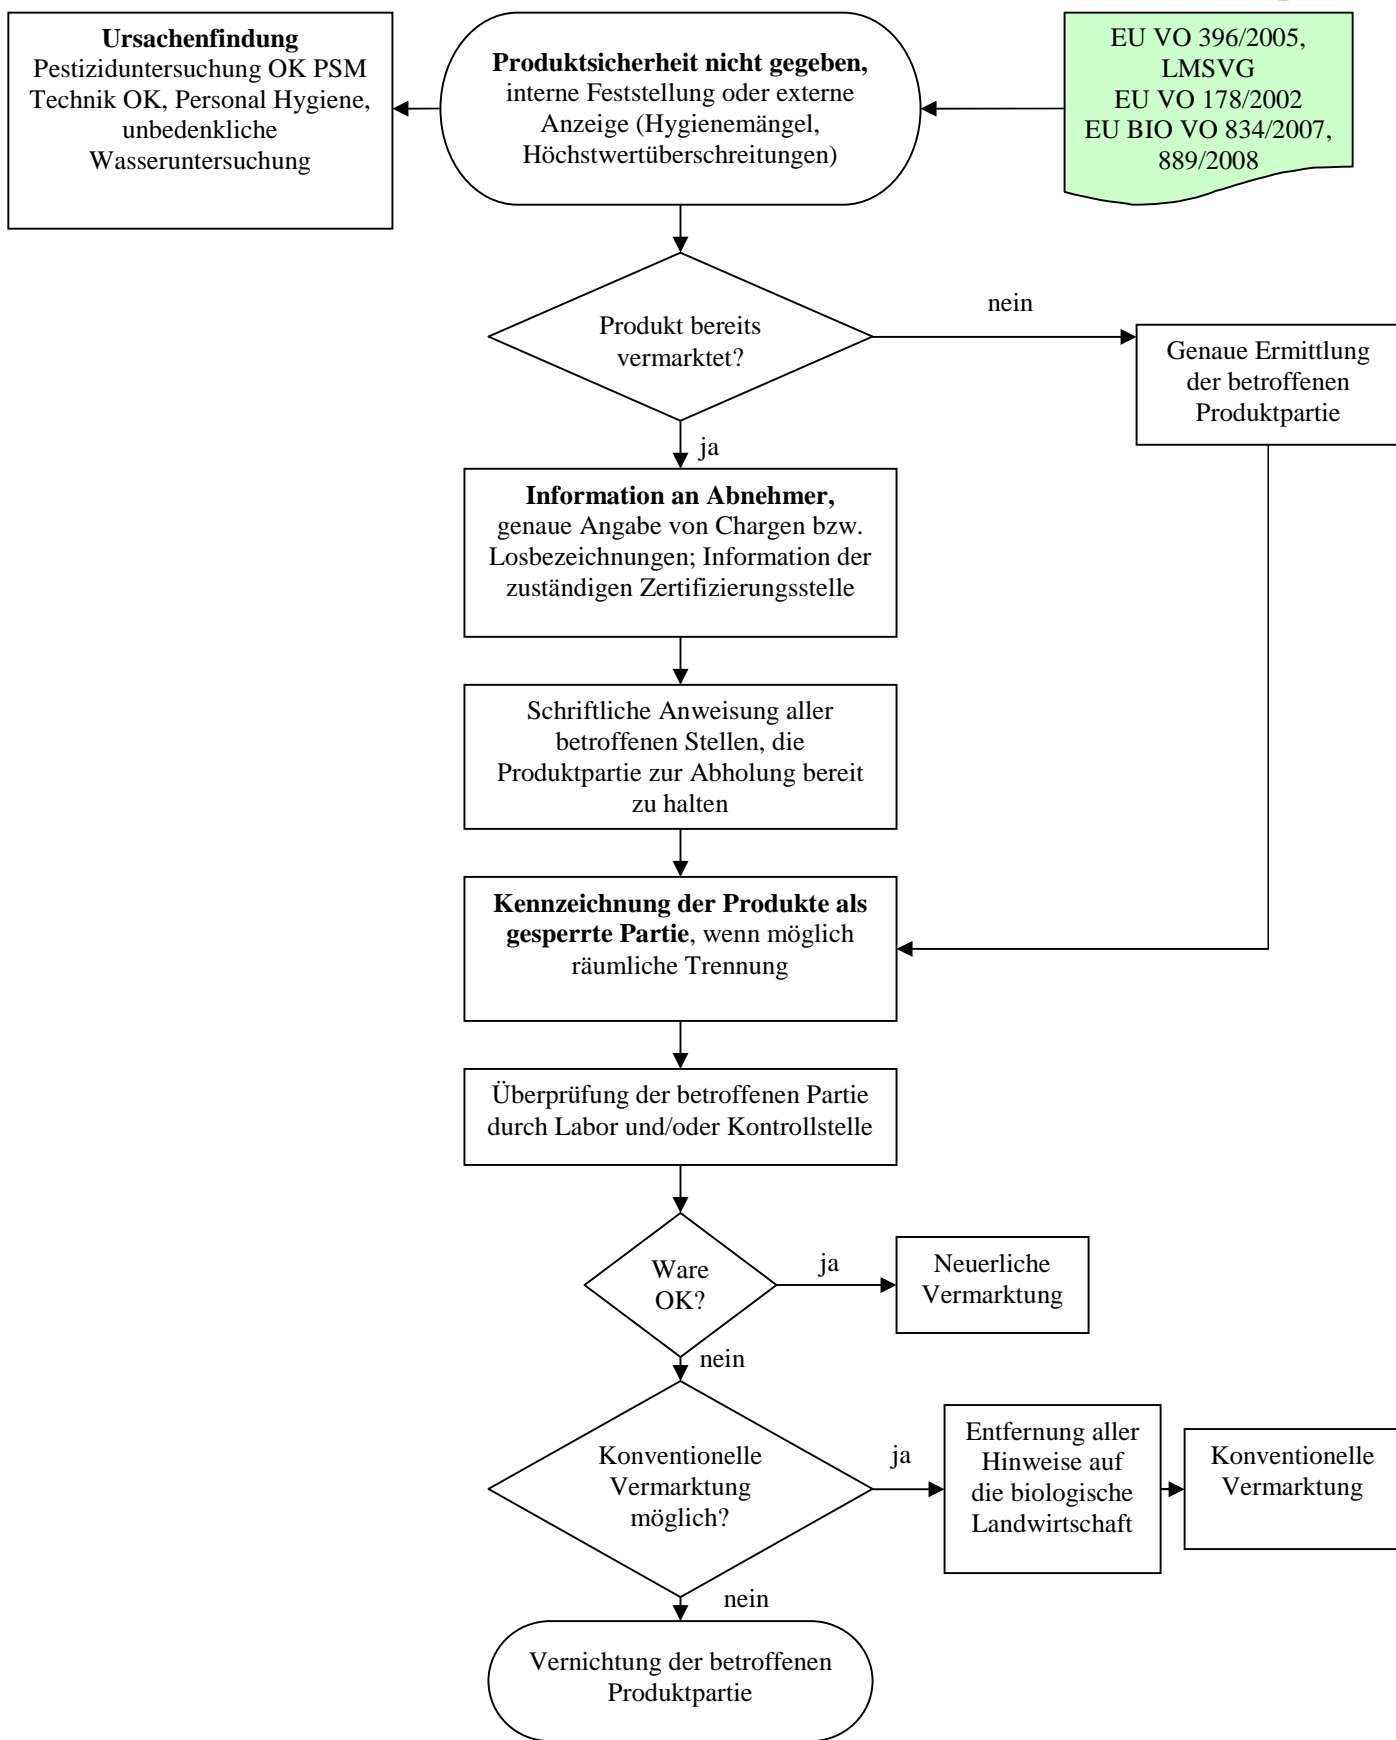 Ursachenfindung
Pestiziduntersuchung OK PSM
Technik OK, Personal Hygiene,
unbedenkliche
Wasseruntersuchung
Produktsicherheit nicht gegeben,
interne Feststellung oder externe
Anzeige (Hygienemängel,
Höchstwertüberschreitungen)
EU VO 396/2005,
LMSVG
EU VO 178/2002
EU BIO VO 834/2007,
889/2008
Produkt bereits
vermarktet?
nein
Genaue Ermittlung
der betroffenen
Produktpartie
ja
Information an Abnehmer,
genaue Angabe von Chargen bzw.
Losbezeichnungen; Information der
zuständigen Zertifizierungsstelle
Schriftliche Anweisung aller
betroffenen Stellen, die
Produktpartie zur Abholung bereit
zu halten
Kennzeichnung der Produkte als
gesperrte Partie, wenn möglich
räumliche Trennung
Überprüfung der betroffenen Partie
durch Labor und/oder Kontrollstelle
Ware
OK?
ja
Neuerliche
Vermarktung
nein
Konventionelle
Vermarktung
möglich?
ja
Entfernung aller
Hinweise auf
die biologische
Landwirtschaft
Konventionelle
Vermarktung
nein
Vernichtung der betroffenen
Produktpartie